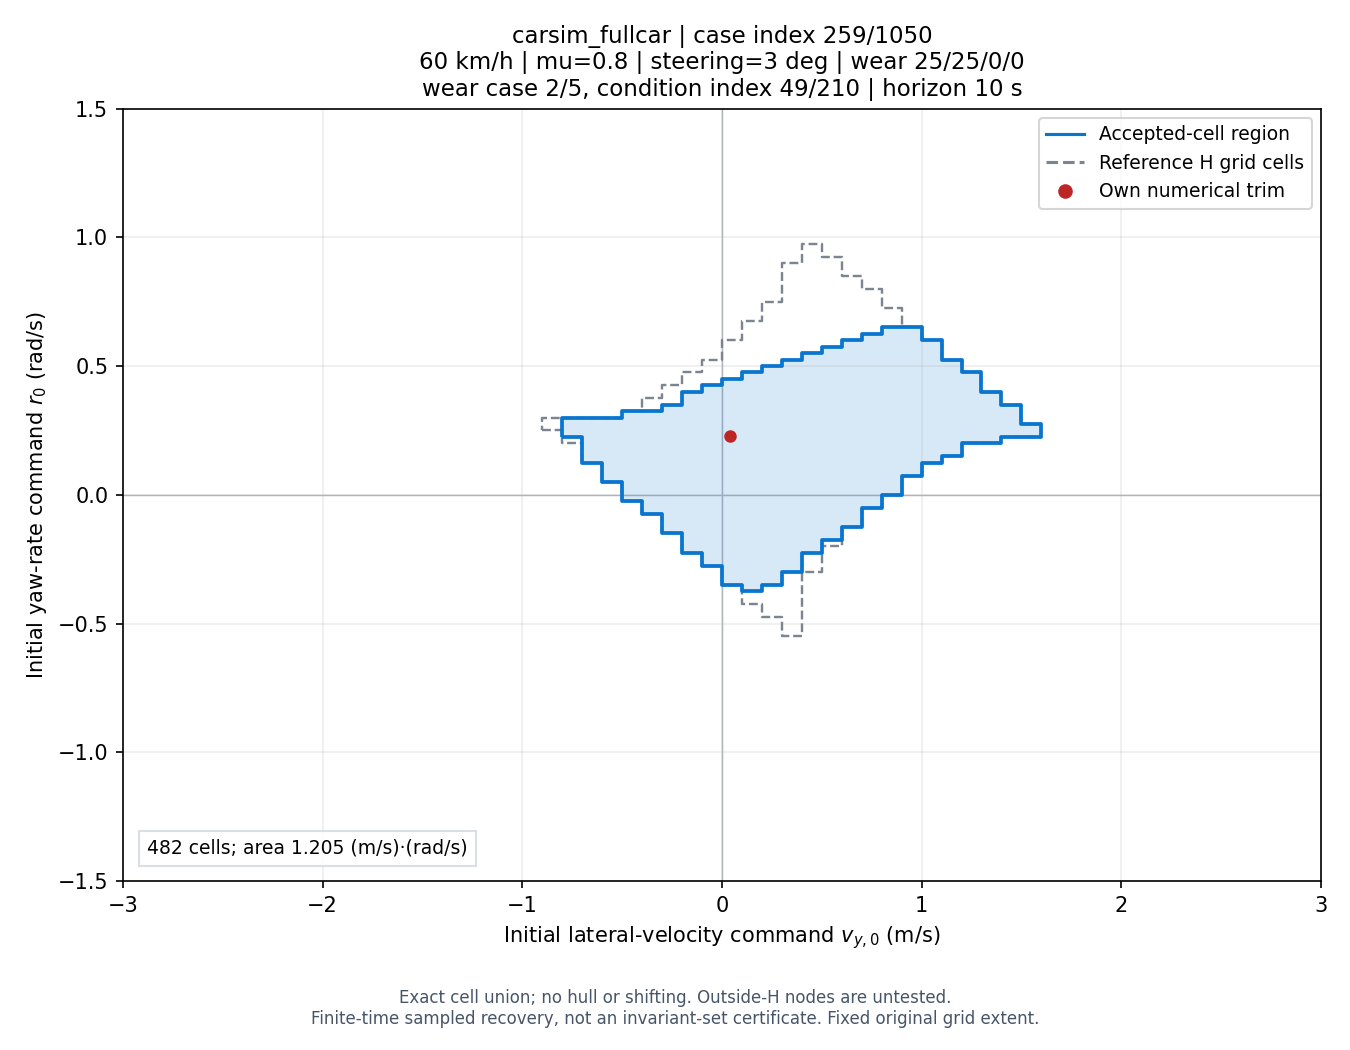 carsim_fullcar | case index 259/1050
60 km/h | mu=0.8 | steering=3 deg | wear 25/25/0/0
wear case 2/5, condition index 49/210 | horizon 10 s
Accepted-cell region
Reference H grid cells
Own numerical trim
1.5
1.0
0.5
0.0
−0.5
−1.0
−1.5
Initial yaw-rate command r₀ (rad/s)
482 cells; area 1.205 (m/s)·(rad/s)
−3
−2
−1
0
1
2
3
Initial lateral-velocity command v_{y,0} (m/s)
Exact cell union; no hull or shifting. Outside-H nodes are untested.
Finite-time sampled recovery, not an invariant-set certificate. Fixed original grid extent.